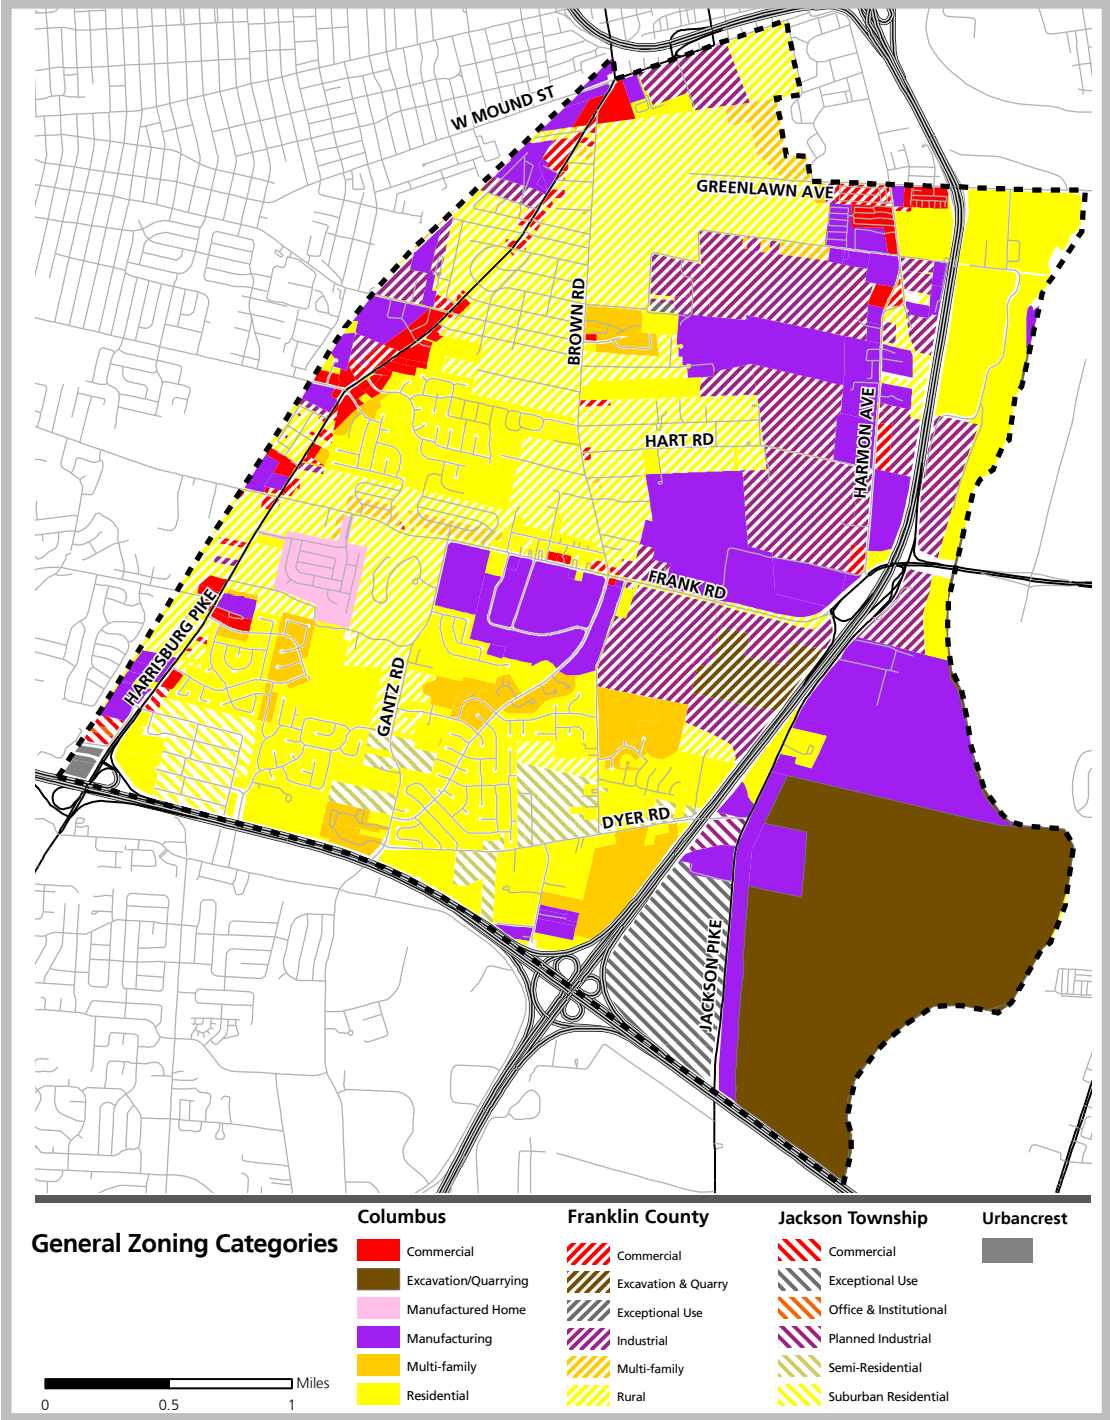 W MOUND ST
GREENLAWN AVE
BROWN RD
HARMON AVE
HART RD
FRANK RD
HARRISBURG PIKE
GANTZ RD
DYER RD
JACKSON PIKE
General Zoning Categories
Miles
0 0.5 1
Columbus
Commercial
Excavation/Quarrying
Manufactured Home
Manufacturing
Multi-family
Residential
Franklin County
Commercial
Excavation & Quarry
Exceptional Use
Industrial
Multi-family
Rural
Jackson Township
Commercial
Exceptional Use
Office & Institutional
Planned Industrial
Semi-Residential
Suburban Residential
Urbancrest